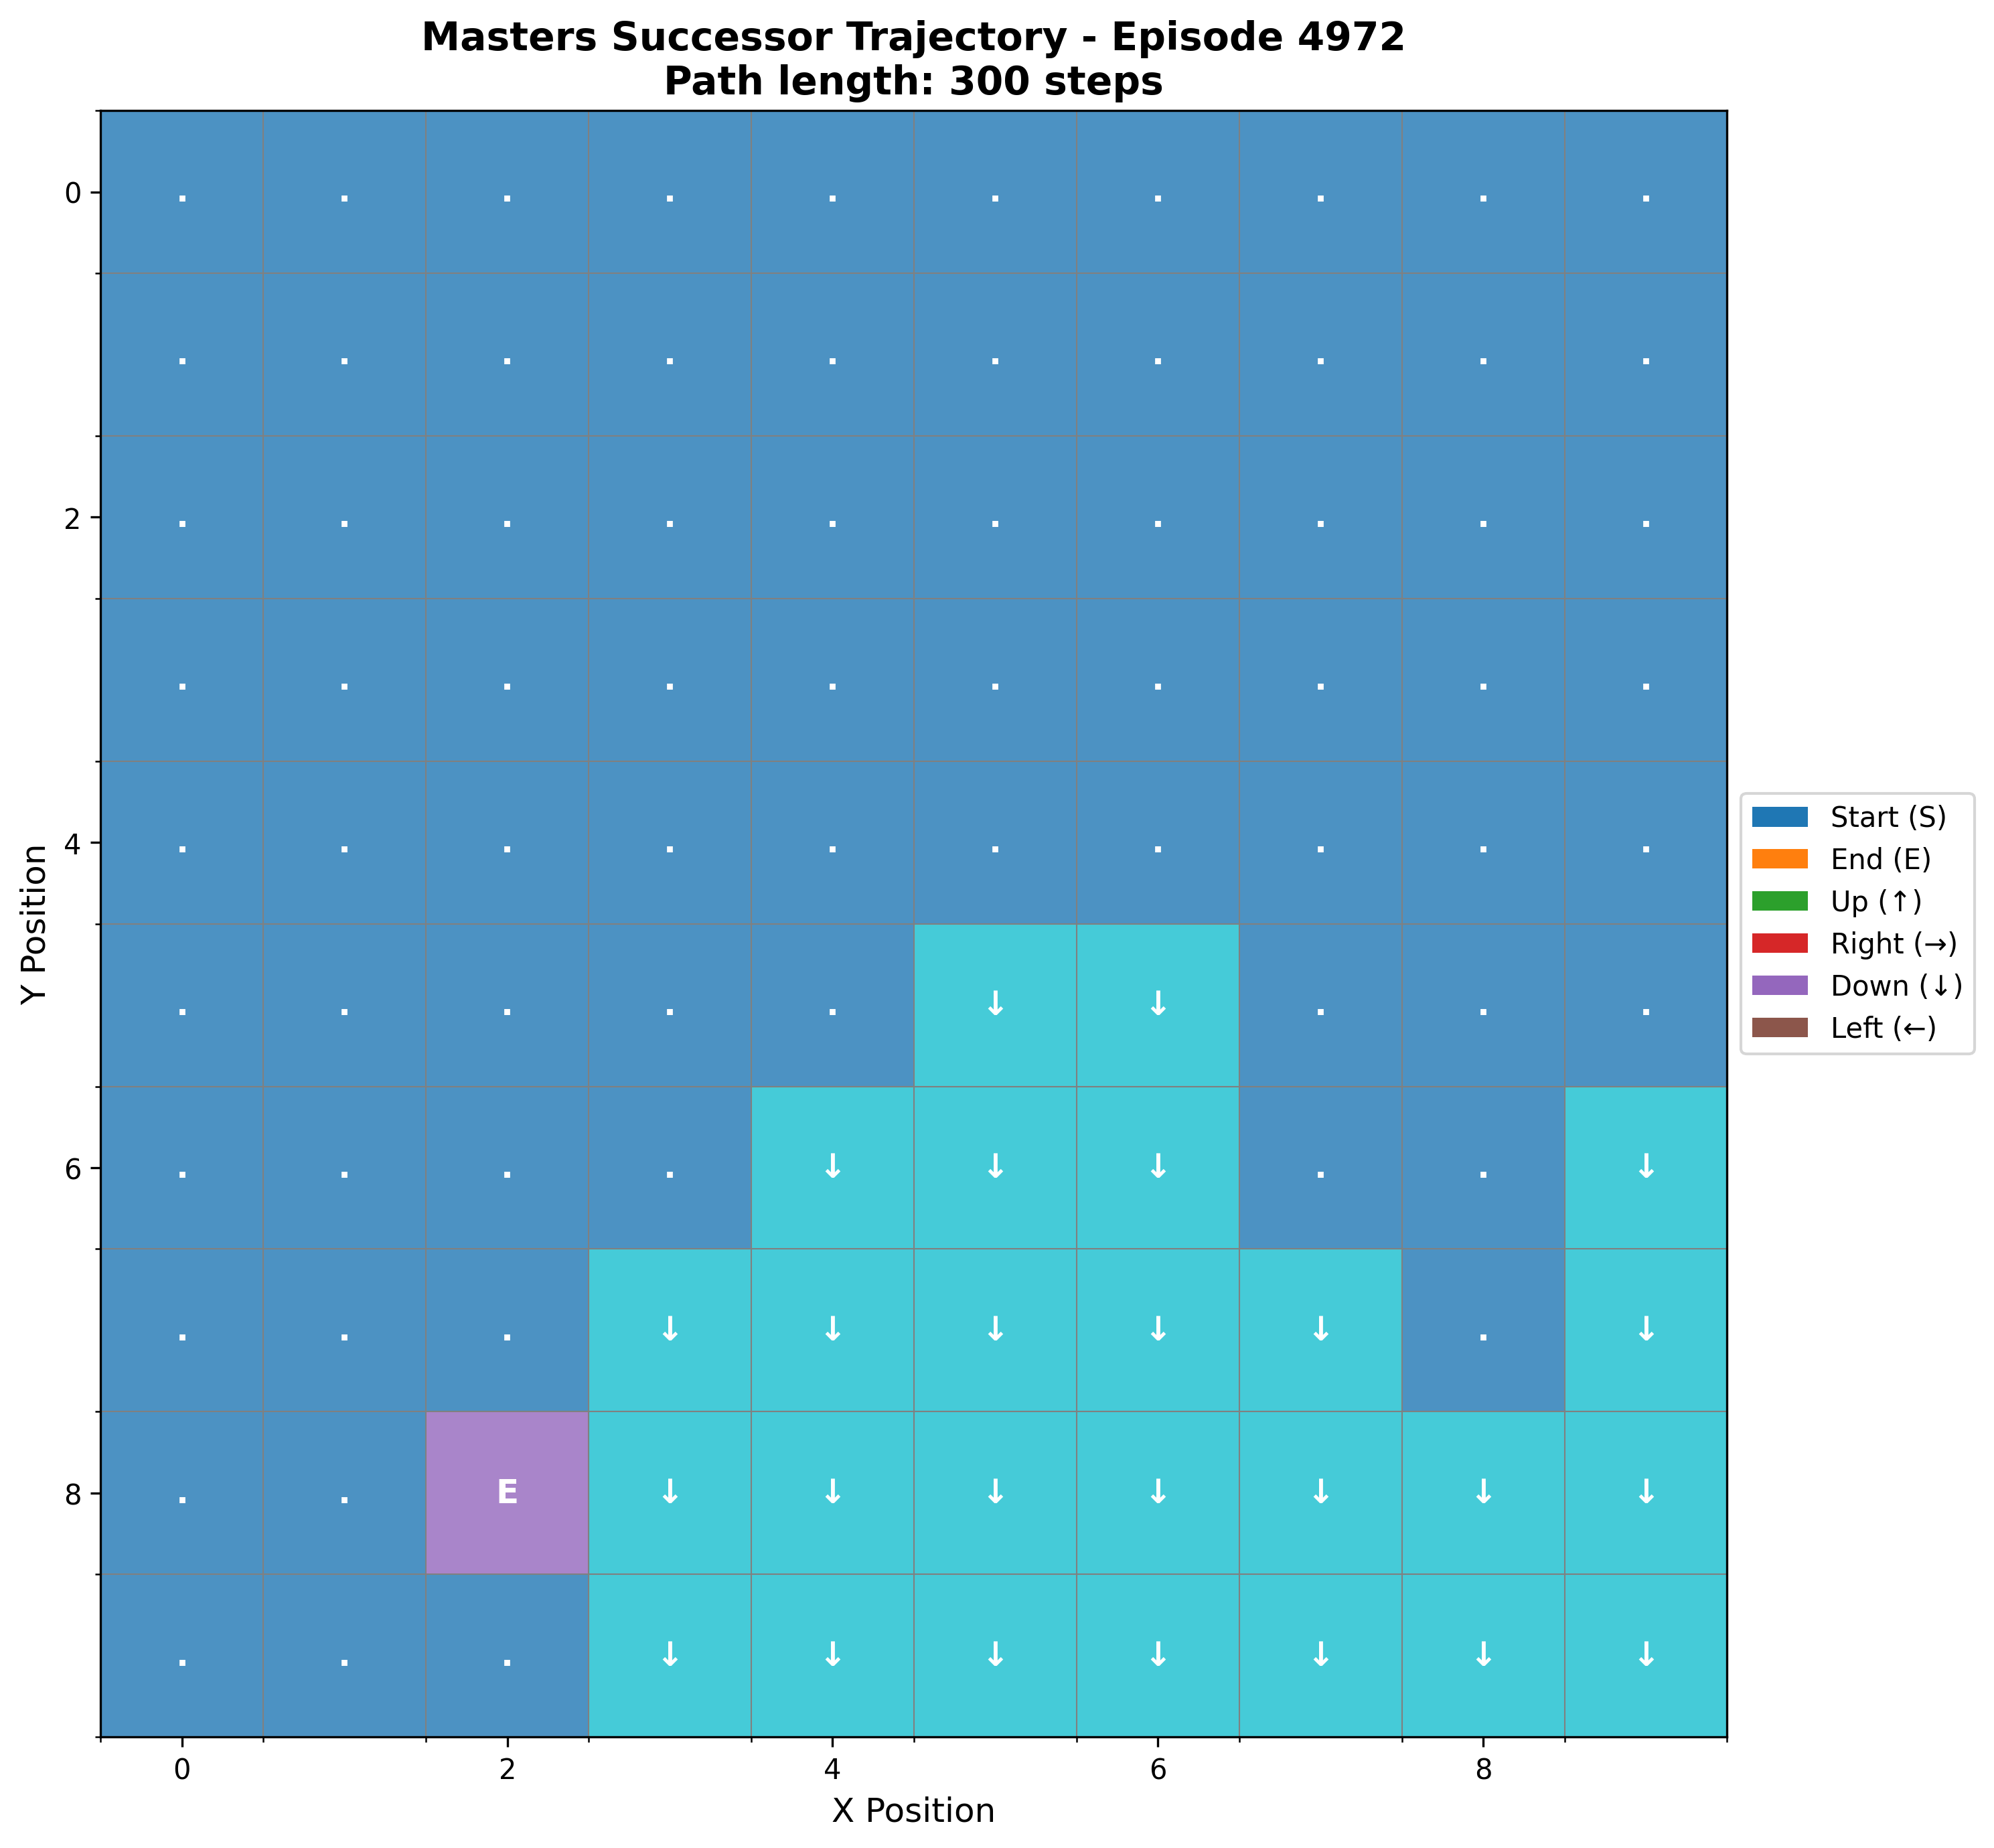 Masters Successor Trajectory - Episode 4972
Path length: 300 steps
0 . . . . . . . . . .
. . . . . . . . . .
2 . . . . . . . . . .
. . . . . . . . . .
4 . . . . . . . . . .
. . . . . ↓ ↓ . . .
6 . . . . ↓ ↓ ↓ . . ↓
. . . ↓ ↓ ↓ ↓ ↓ . ↓
8 . . E ↓ ↓ ↓ ↓ ↓ ↓ ↓
. . . ↓ ↓ ↓ ↓ ↓ ↓ ↓
0 2 4 6 8
X Position
Y Position
Start (S)
End (E)
Up (↑)
Right (→)
Down (↓)
Left (←)